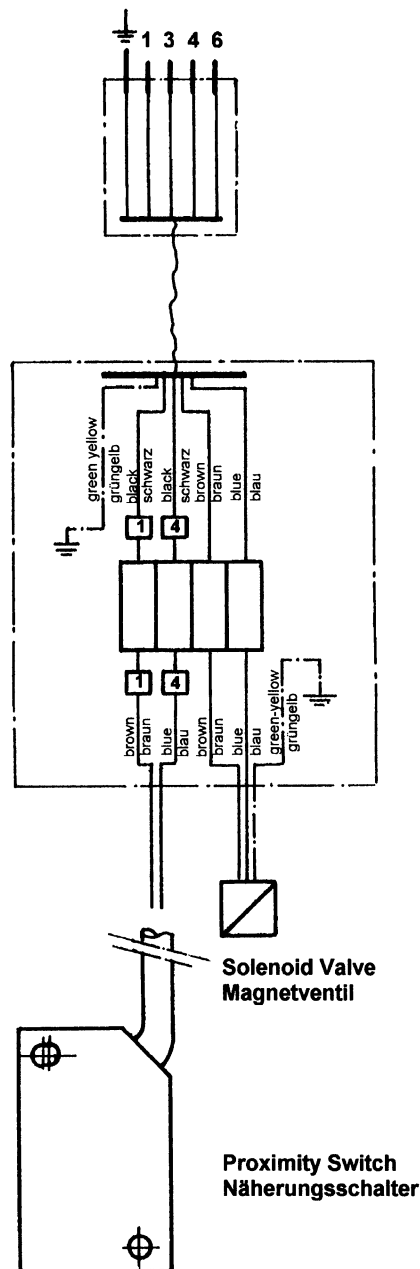 1 3 4 6
green yellow
grüngelb
black
schwarz
black
schwarz
brown
braun
blue
blau
1 4
1 4
brown
braun
blue
blau
brown
braun
blue
blau
green-yellow
grüngelb
Solenoid Valve
Magnetventil
Proximity Switch
Näherungsschalter